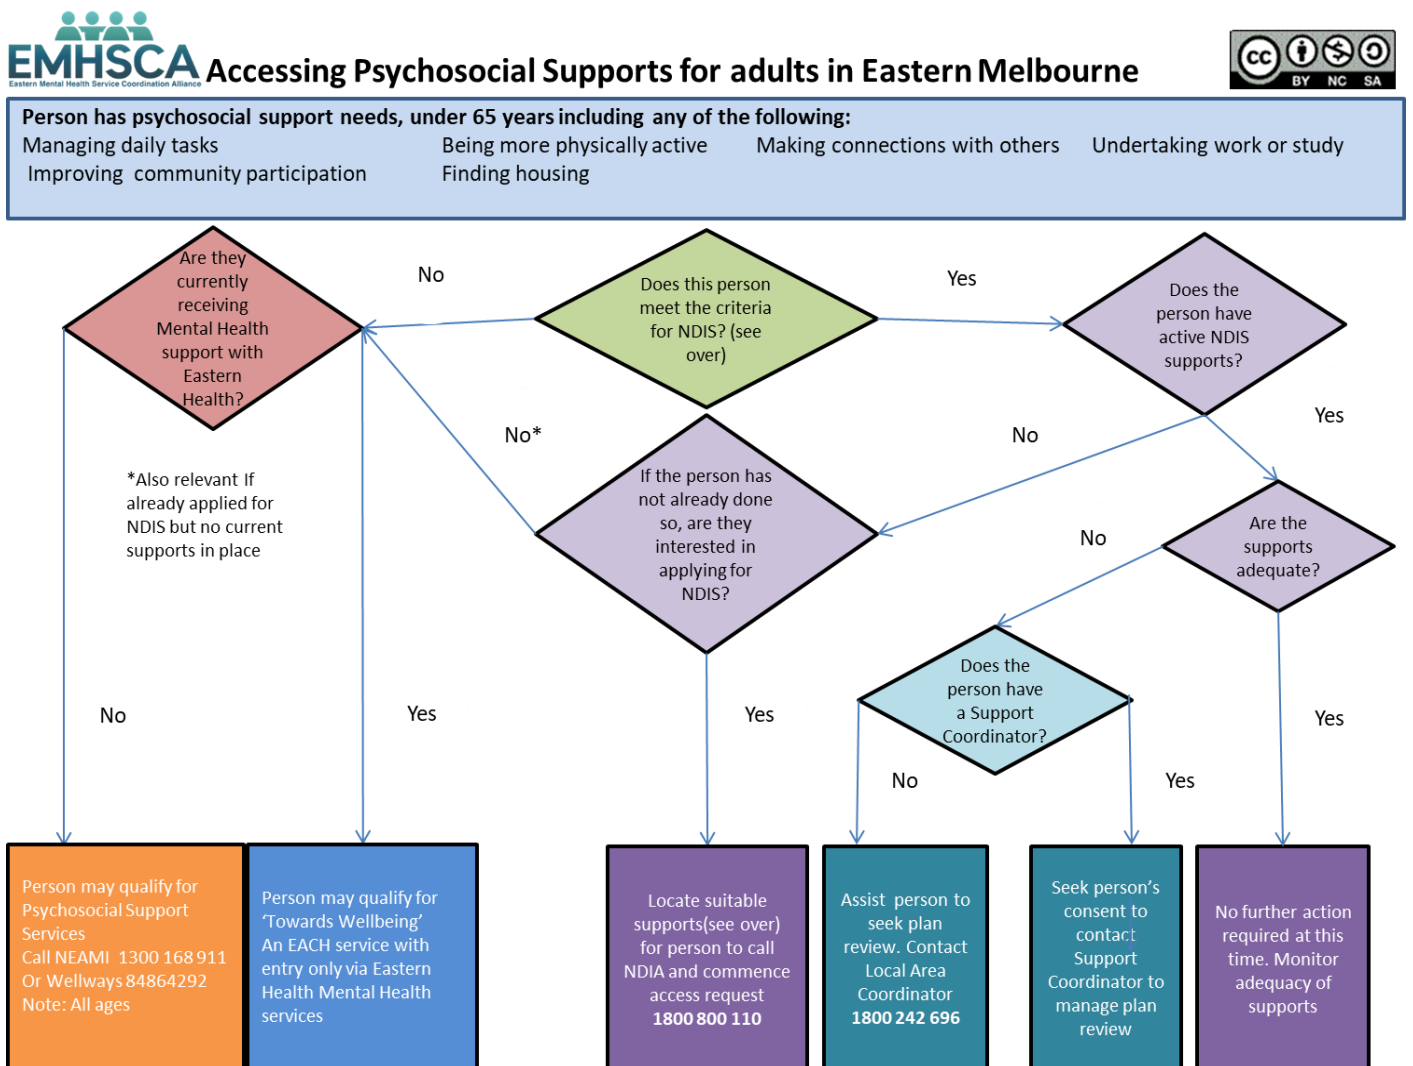 EMHSCA
Eastern Mental Health Service Coordination Alliance
Accessing Psychosocial Supports for adults in Eastern Melbourne
cc
BY NC SA
Person has psychosocial support needs, under 65 years including any of the following:
Managing daily tasks Being more physically active Making connections with others Undertaking work or study
Improving community participation Finding housing
Are they
currently
receiving
Mental Health
support with
Eastern
Health?
No
Does this person
meet the criteria
for NDIS? (see
over)
Yes
Does the
person have
active NDIS
supports?
No*
No
Yes
*Also relevant If
already applied for
NDIS but no current
supports in place
If the person has
not already done
so, are they
interested in
applying for
NDIS?
No
Are the
supports
adequate?
Does the
person have
a Support
Coordinator?
No
Yes
Yes
Yes
No
Yes
Person may qualify for
Psychosocial Support
Services
Call NEAMI 1300 168 911
Or Wellways 84864292
Note: All ages
Person may qualify for
‘Towards Wellbeing’
An EACH service with
entry only via Eastern
Health Mental Health
services
Locate suitable
supports(see over)
for person to call
NDIA and commence
access request
1800 800 110
Assist person to
seek plan
review. Contact
Local Area
Coordinator
1800 242 696
Seek person’s
consent to
contact
Support
Coordinator to
manage plan
review
No further action
required at this
time. Monitor
adequacy of
supports